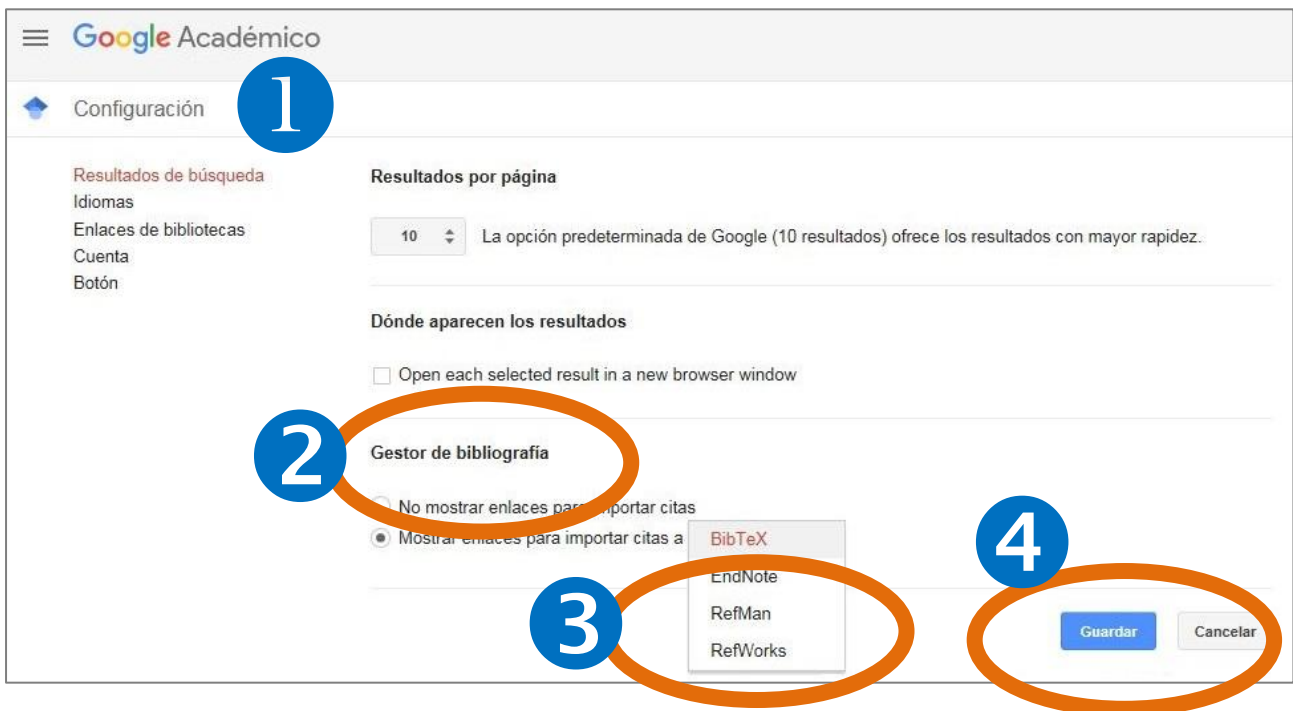 Google Académico
1
Configuración
Resultados de búsqueda
Idiomas
Enlaces de bibliotecas
Cuenta
Botón
Resultados por página
10 La opción predeterminada de Google (10 resultados) ofrece los resultados con mayor rapidez.
Dónde aparecen los resultados
Open each selected result in a new browser window
2
Gestor de bibliografía
No mostrar enlaces para importar citas
Mostrar enlaces para importar citas a
BibTeX
EndNote
RefMan
RefWorks
3
4
Guardar
Cancelar